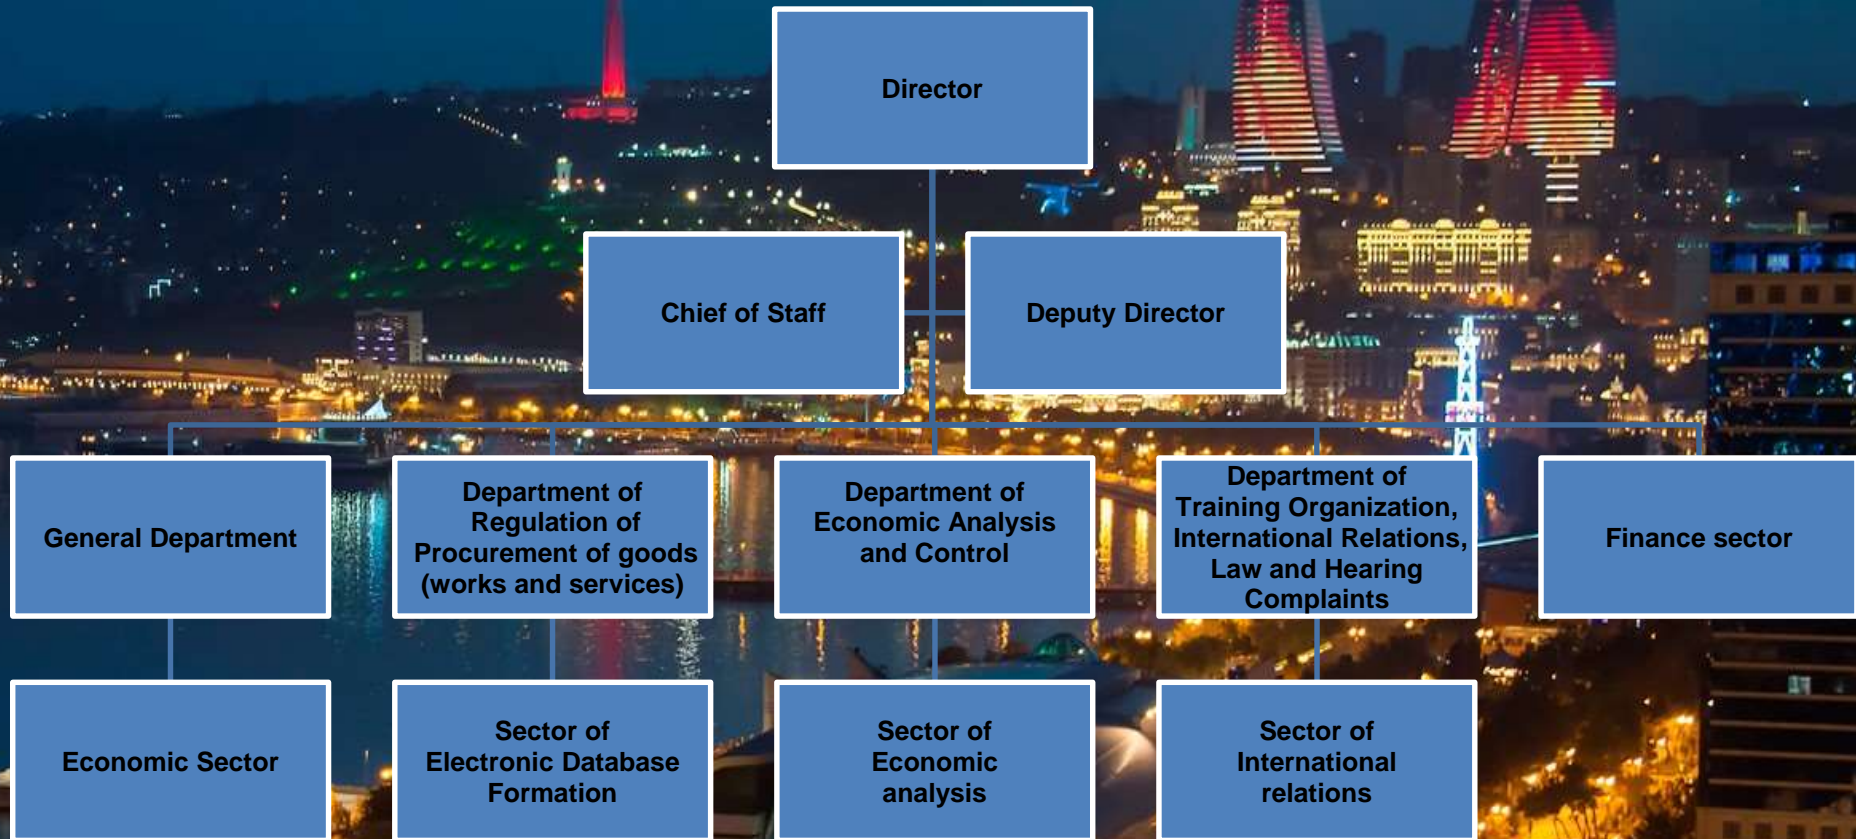 Director
Chief of Staff
Deputy Director
General Department
Department of
Regulation of
Procurement of goods
(works and services)
Department of
Economic Analysis
and Control
Department of
Training Organization,
International Relations,
Law and Hearing
Complaints
Finance sector
Economic Sector
Sector of
Electronic Database
Formation
Sector of
Economic
analysis
Sector of
International
relations